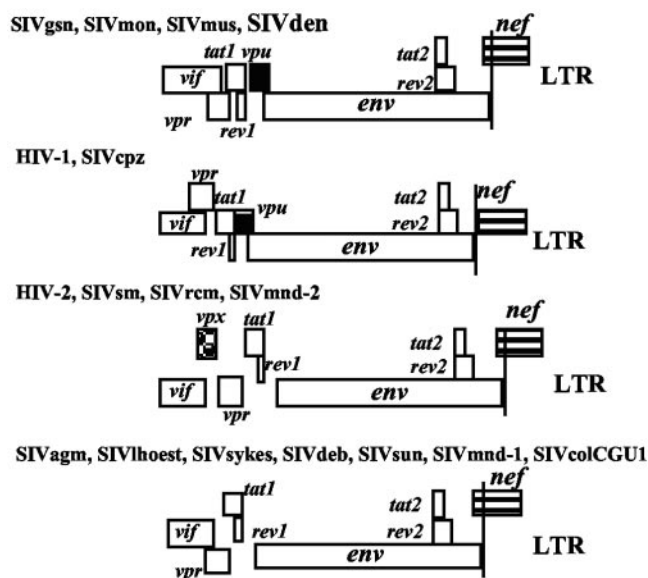 SIVgsn, SIVmon, SIVmus, SIVden
nef
tat1 vpu
tat2
vif
rev2
LTR
env
vpr
rev1
HIV-1, SIVcpz
vpr
tat1
tat2
nef
vif
vpu
rev2
rev1
env
LTR
HIV-2, SIVsm, SIVrcm, SIVmnd-2
vpx
tat1
nef
tat2
rev1
rev2
vif
vpr
env
LTR
SIVagm, SIVlhoest, SIVsykes, SIVdeb, SIVsun, SIVmnd-1, SIVcolCGU1
nef
tat1
tat2
vif
rev1
rev2
env
LTR
vpr